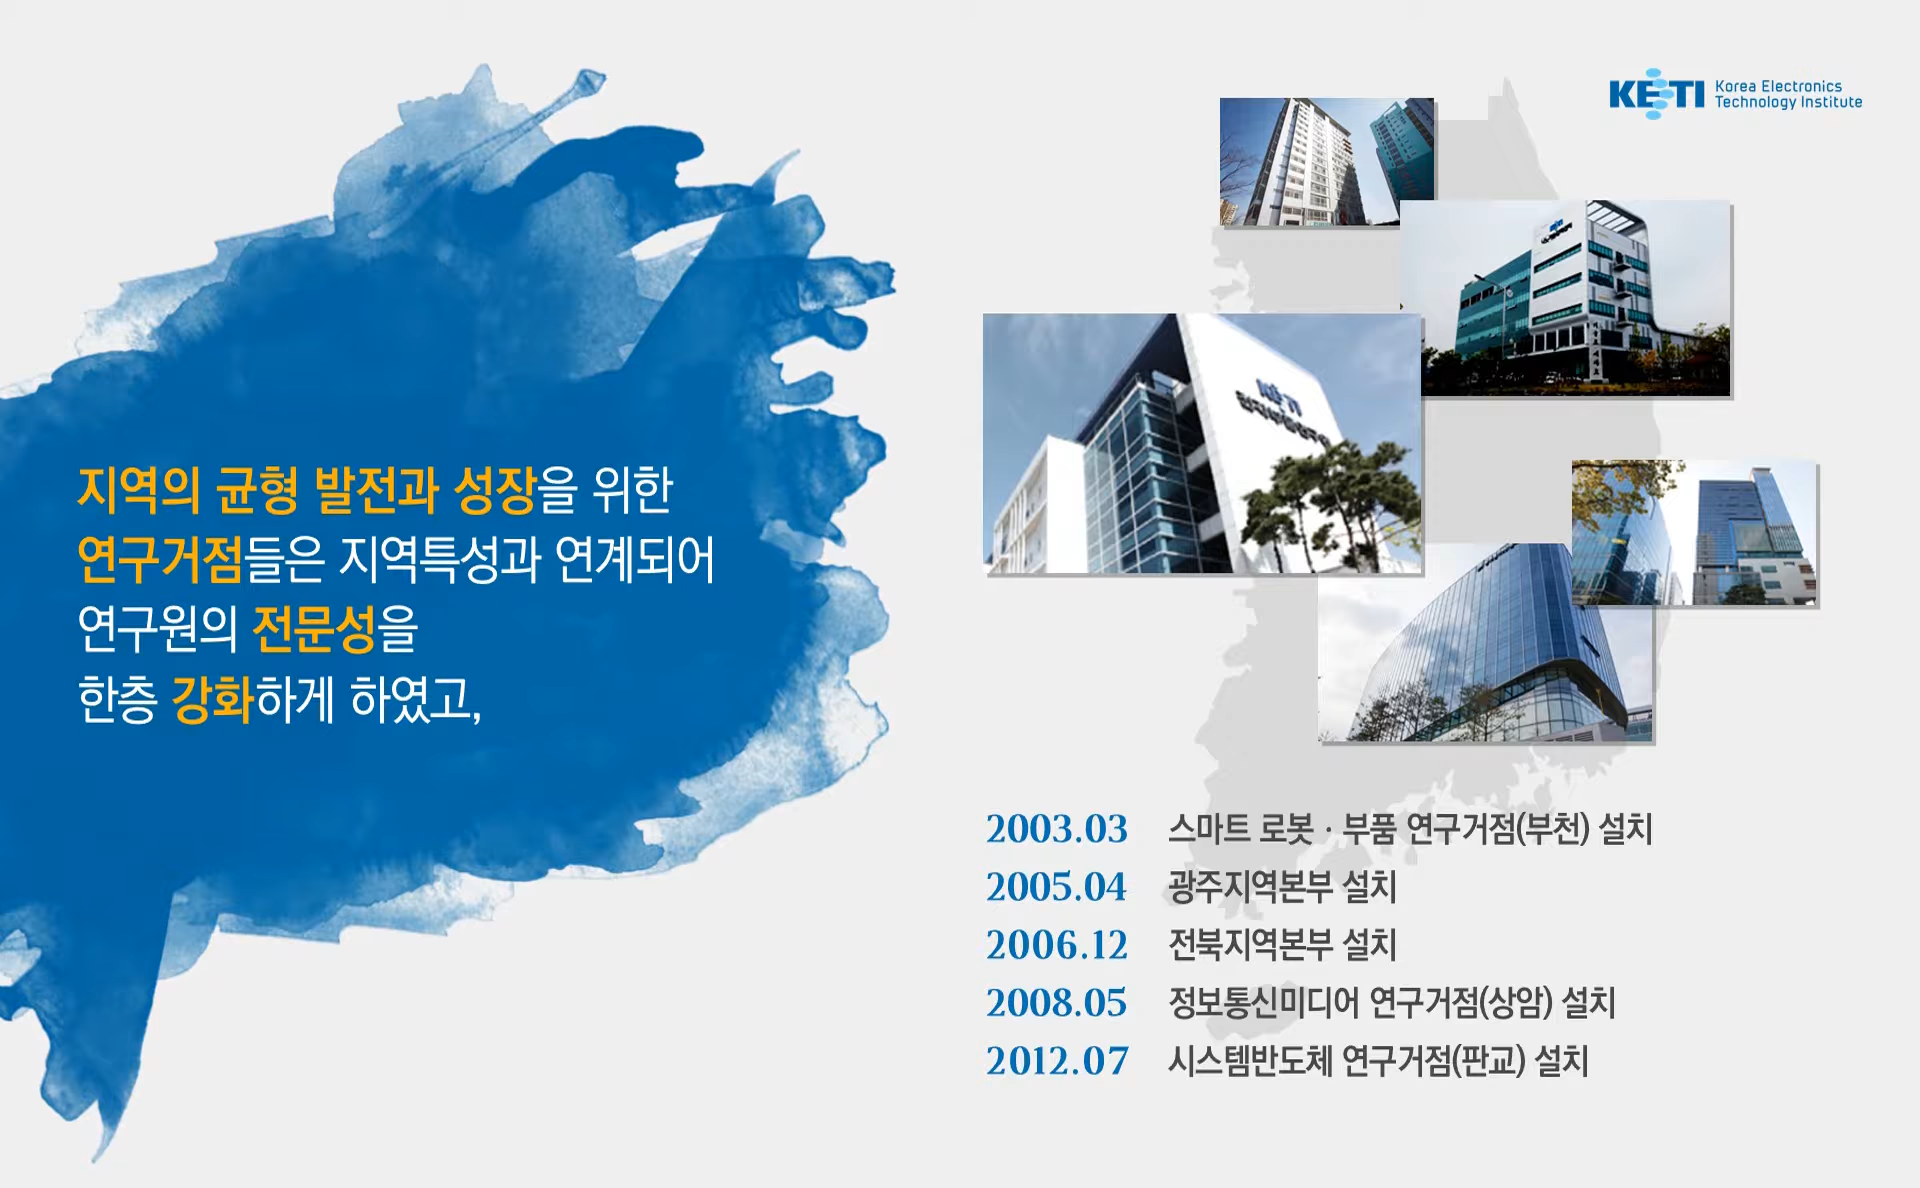 지역의 균형 발전과 성장을 위한
연구거점들은 지역특성과 연계되어
연구원의 전문성을
한층 강화하게 하였고,
KETI Korea Electronics
Technology Institute
KETI
2003.03 스마트 로봇 · 부품 연구거점(부천) 설치
2005.04 광주지역본부 설치
2006.12 전북지역본부 설치
2008.05 정보통신미디어 연구거점(상암) 설치
2012.07 시스템반도체 연구거점(판교) 설치